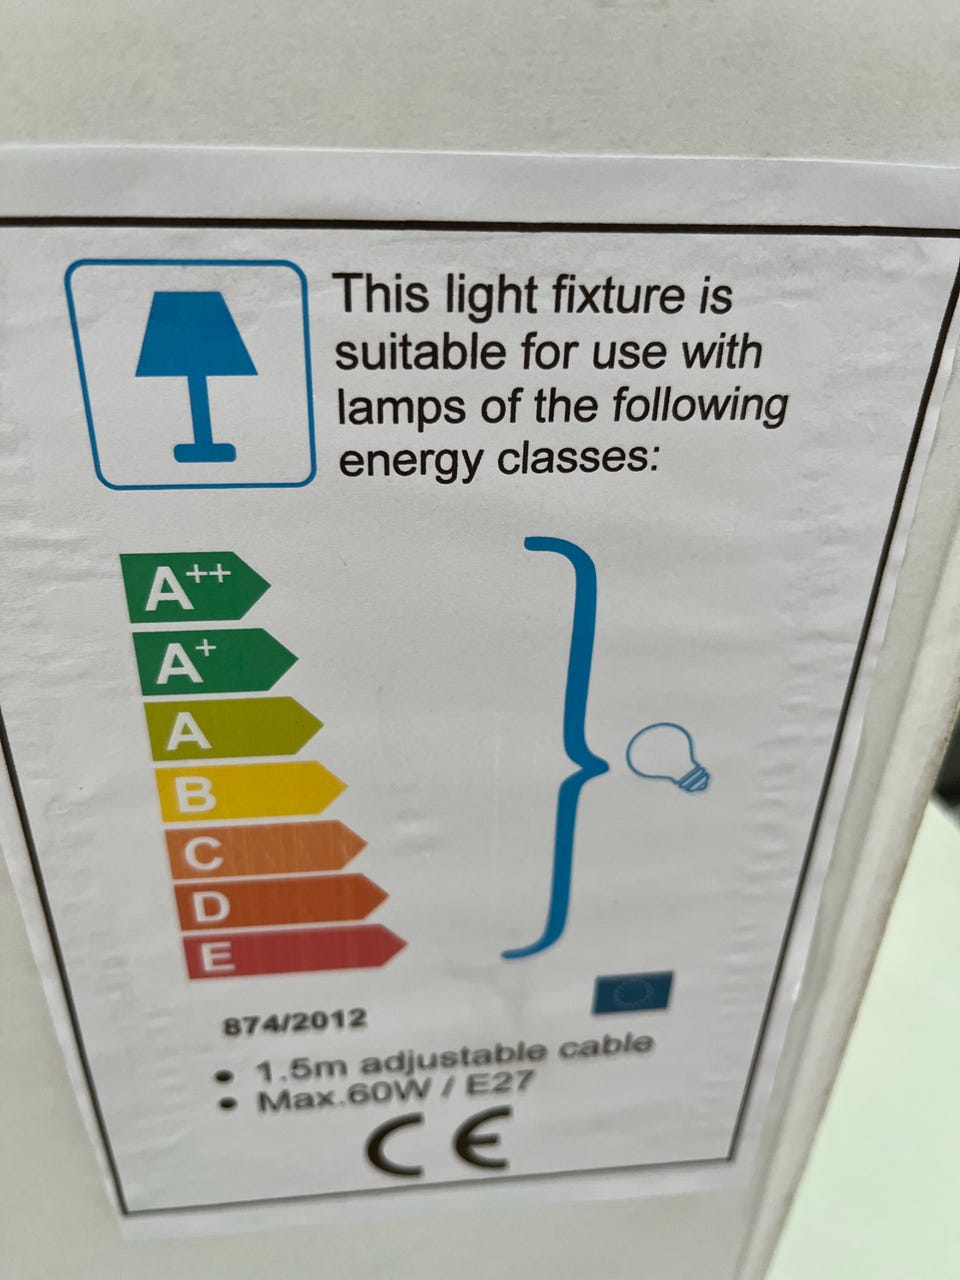 This light fixture is
suitable for use with
lamps of the following
energy classes:
A++
A+
A
B
C
D
E
874/2012
• 1.5m adjustable cable
• Max.60W / E27
CE